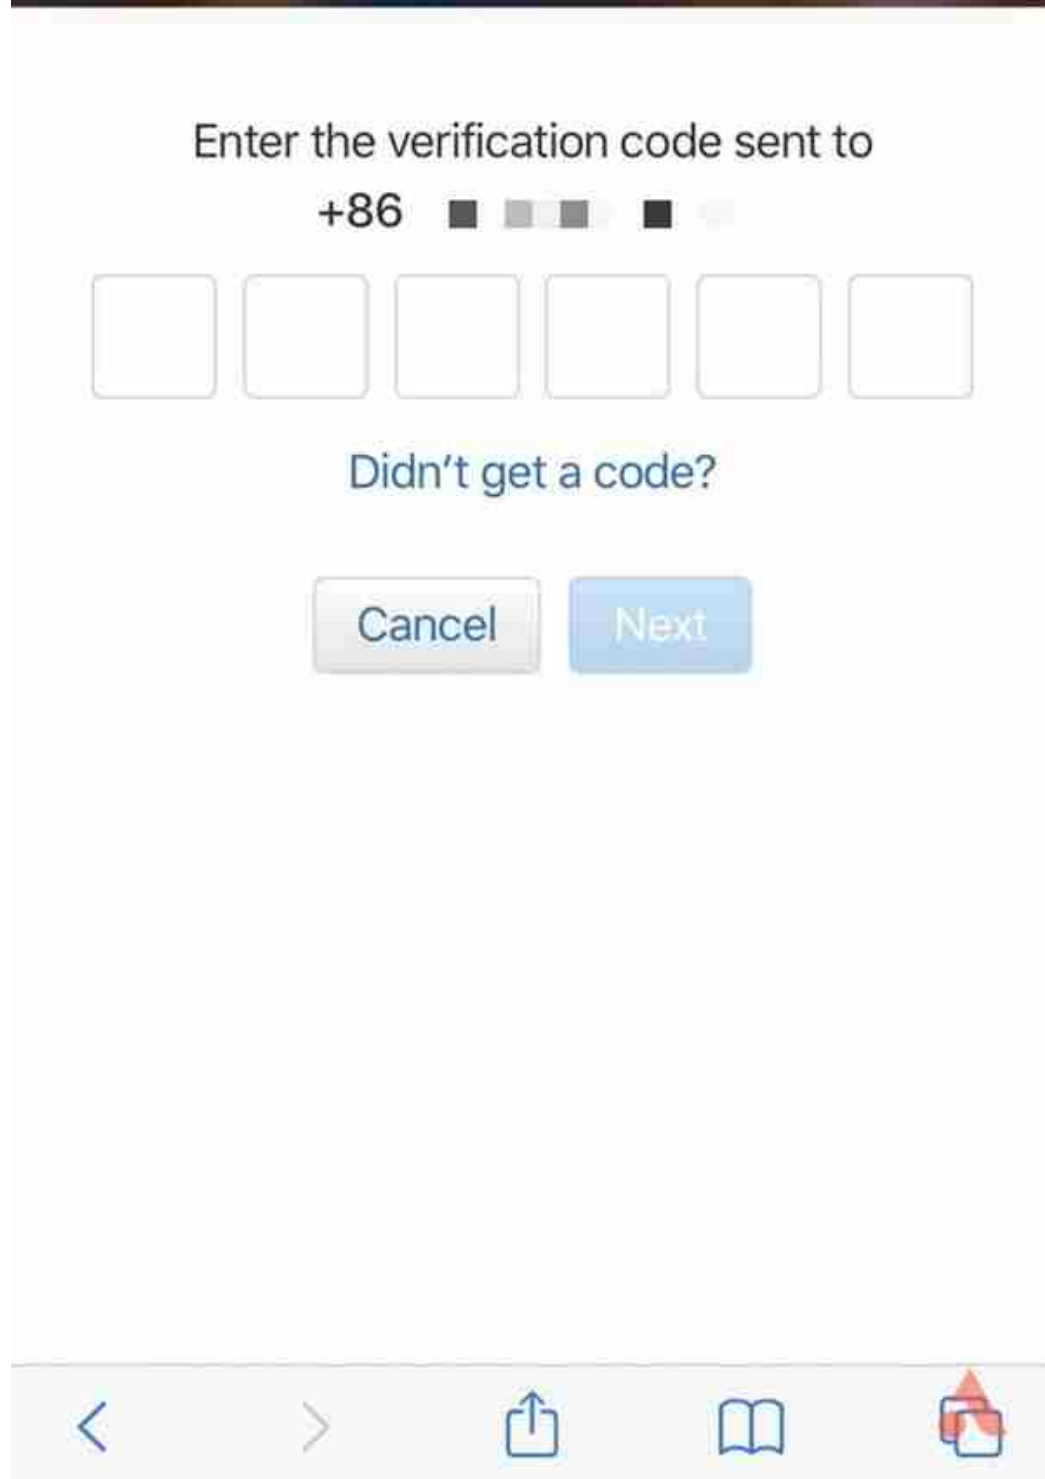 Enter the verification code sent to
+86
Didn't get a code?
Cancel
Next